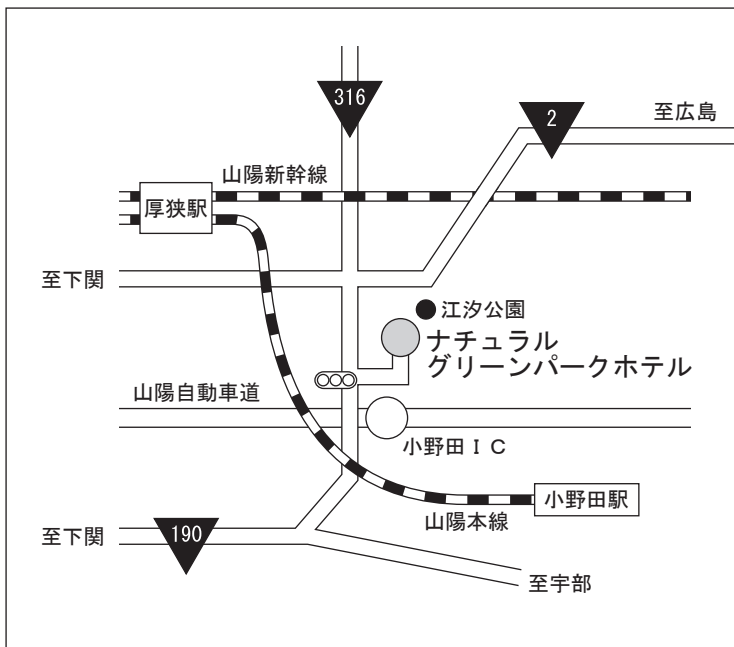 316
2
至広島
山陽新幹線
厚狭駅
至下関
江汐公園
ナチュラル
グリーンパークホテル
山陽自動車道
小野田ＩＣ
小野田駅
山陽本線
至下関
190
至宇部